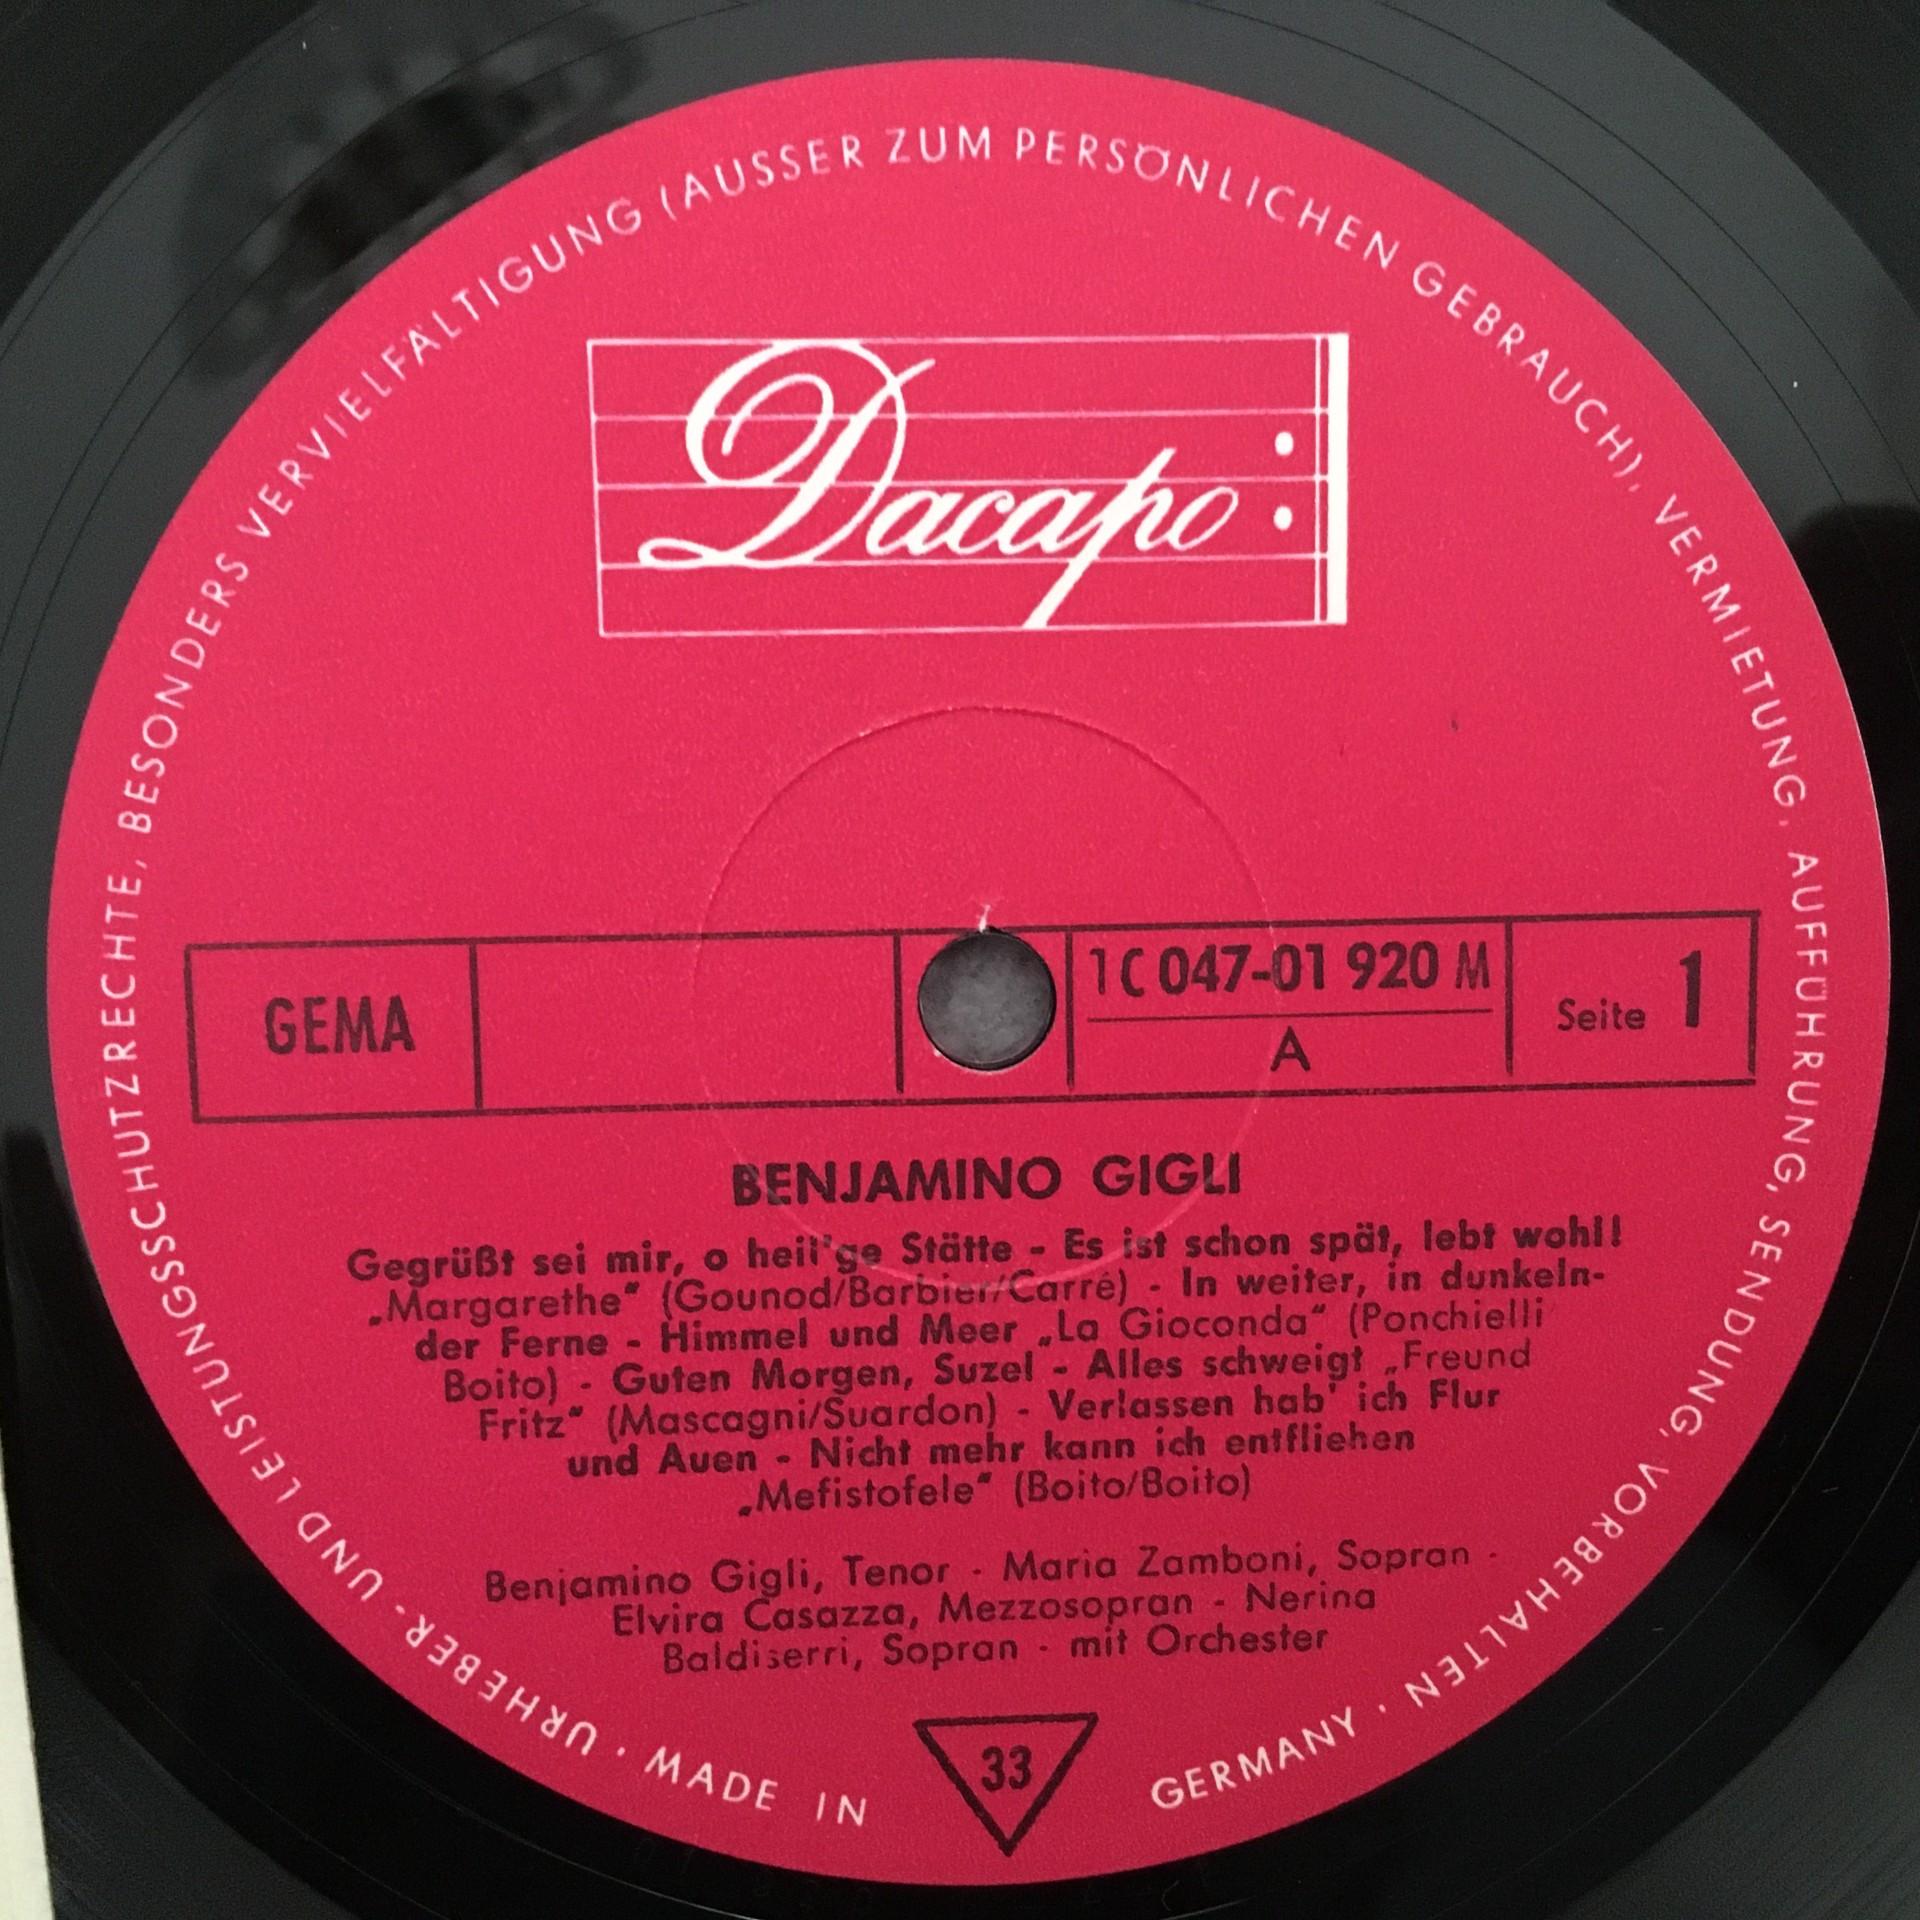 URHEBER- UND LEISTUNGSSCHUTZRECHTE, BESONDERS VERVIELFÄLTIGUNG (AUSSER ZUM PERSÖNLICHEN GEBRAUCH), VERMIETUNG, AUFFÜHRUNG, SENDUNG, VORBEHALTEN ·
Dacapo
GEMA
1C 047-01 920 M
A
Seite 1
BENJAMINO GIGLI
Gegrüßt sei mir, o heil'ge Stätte - Es ist schon spät, lebt wohl!
„Margarethe“ (Gounod/Barbier/Carré) - In weiter, in dunkeln-
der Ferne - Himmel und Meer „La Gioconda“ (Ponchielli
Boito) - Guten Morgen, Suzel - Alles schweigt „Freund
Fritz“ (Mascagni/Suardon) - Verlassen hab' ich Flur
und Auen - Nicht mehr kann ich entfliehen
„Mefistofele“ (Boito/Boito)
Benjamino Gigli, Tenor - Maria Zamboni, Sopran -
Elvira Casazza, Mezzosopran - Nerina
Baldiserri, Sopran - mit Orchester
33
· MADE IN GERMANY